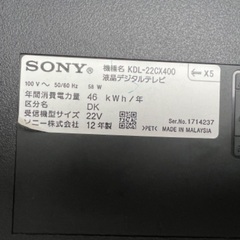 SONY 機種名 KDL-22CX400
液晶デジタルテレビ
X5
100 V~ 50/60 Hz 58 W
年間消費電力量 46 kWh/年
区分名 DK
受信機型サイズ 22V
ソニー株式会社 12年製
>PET< MADE IN MALAYSIA
Serial No. 1714237